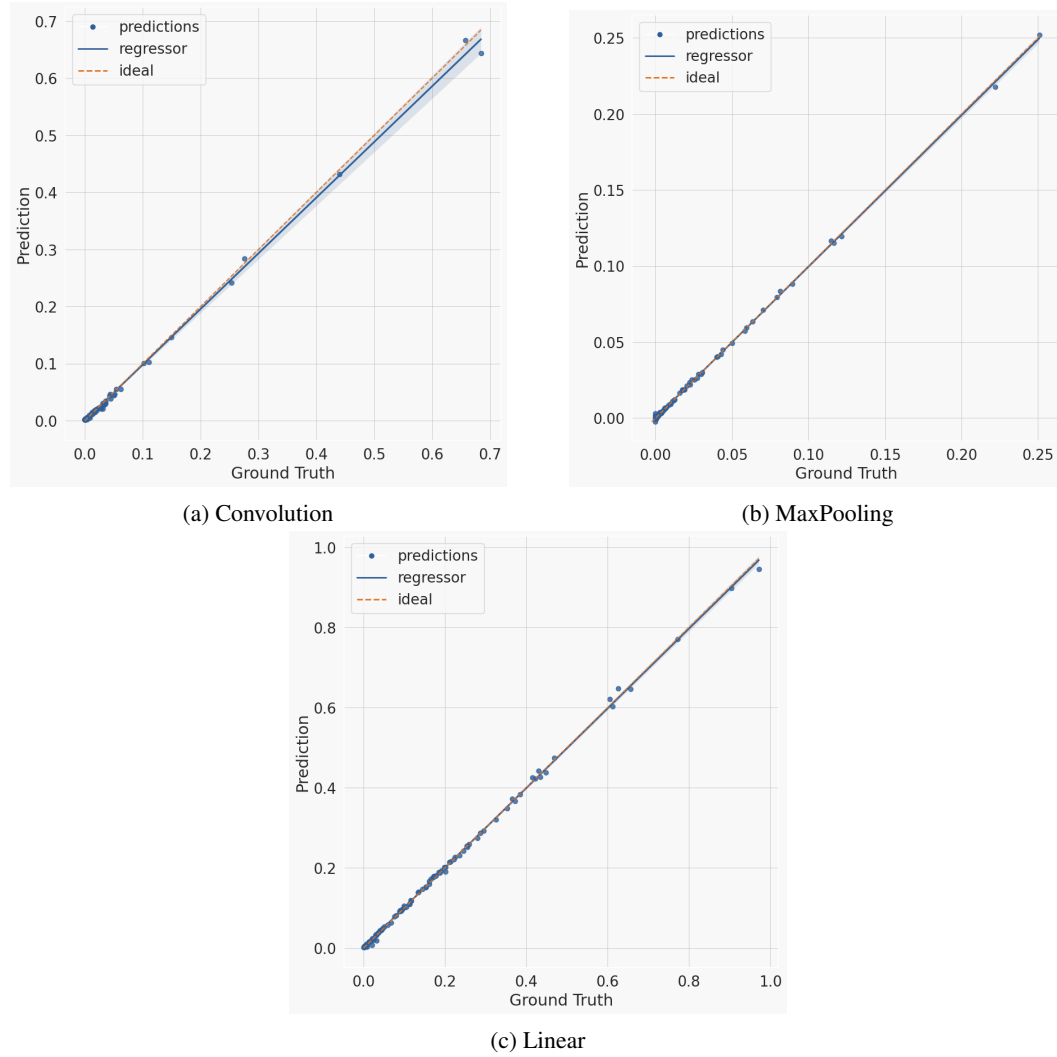 predictions
regressor
ideal
Prediction
0.7
0.6
0.5
0.4
0.3
0.2
0.1
0.0
0.0 0.1 0.2 0.3 0.4 0.5 0.6 0.7
Ground Truth
(a) Convolution
predictions
regressor
ideal
Prediction
0.25
0.20
0.15
0.10
0.05
0.00
0.00 0.05 0.10 0.15 0.20 0.25
Ground Truth
(b) MaxPooling
predictions
regressor
ideal
Prediction
1.0
0.8
0.6
0.4
0.2
0.0
0.0 0.2 0.4 0.6 0.8 1.0
Ground Truth
(c) Linear